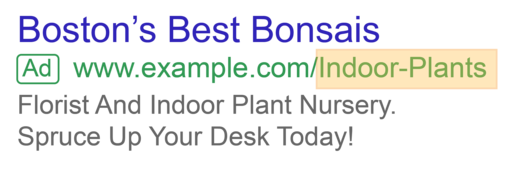 Boston's Best Bonsais
Ad www.example.com/Indoor-Plants
Florist And Indoor Plant Nursery.
Spruce Up Your Desk Today!